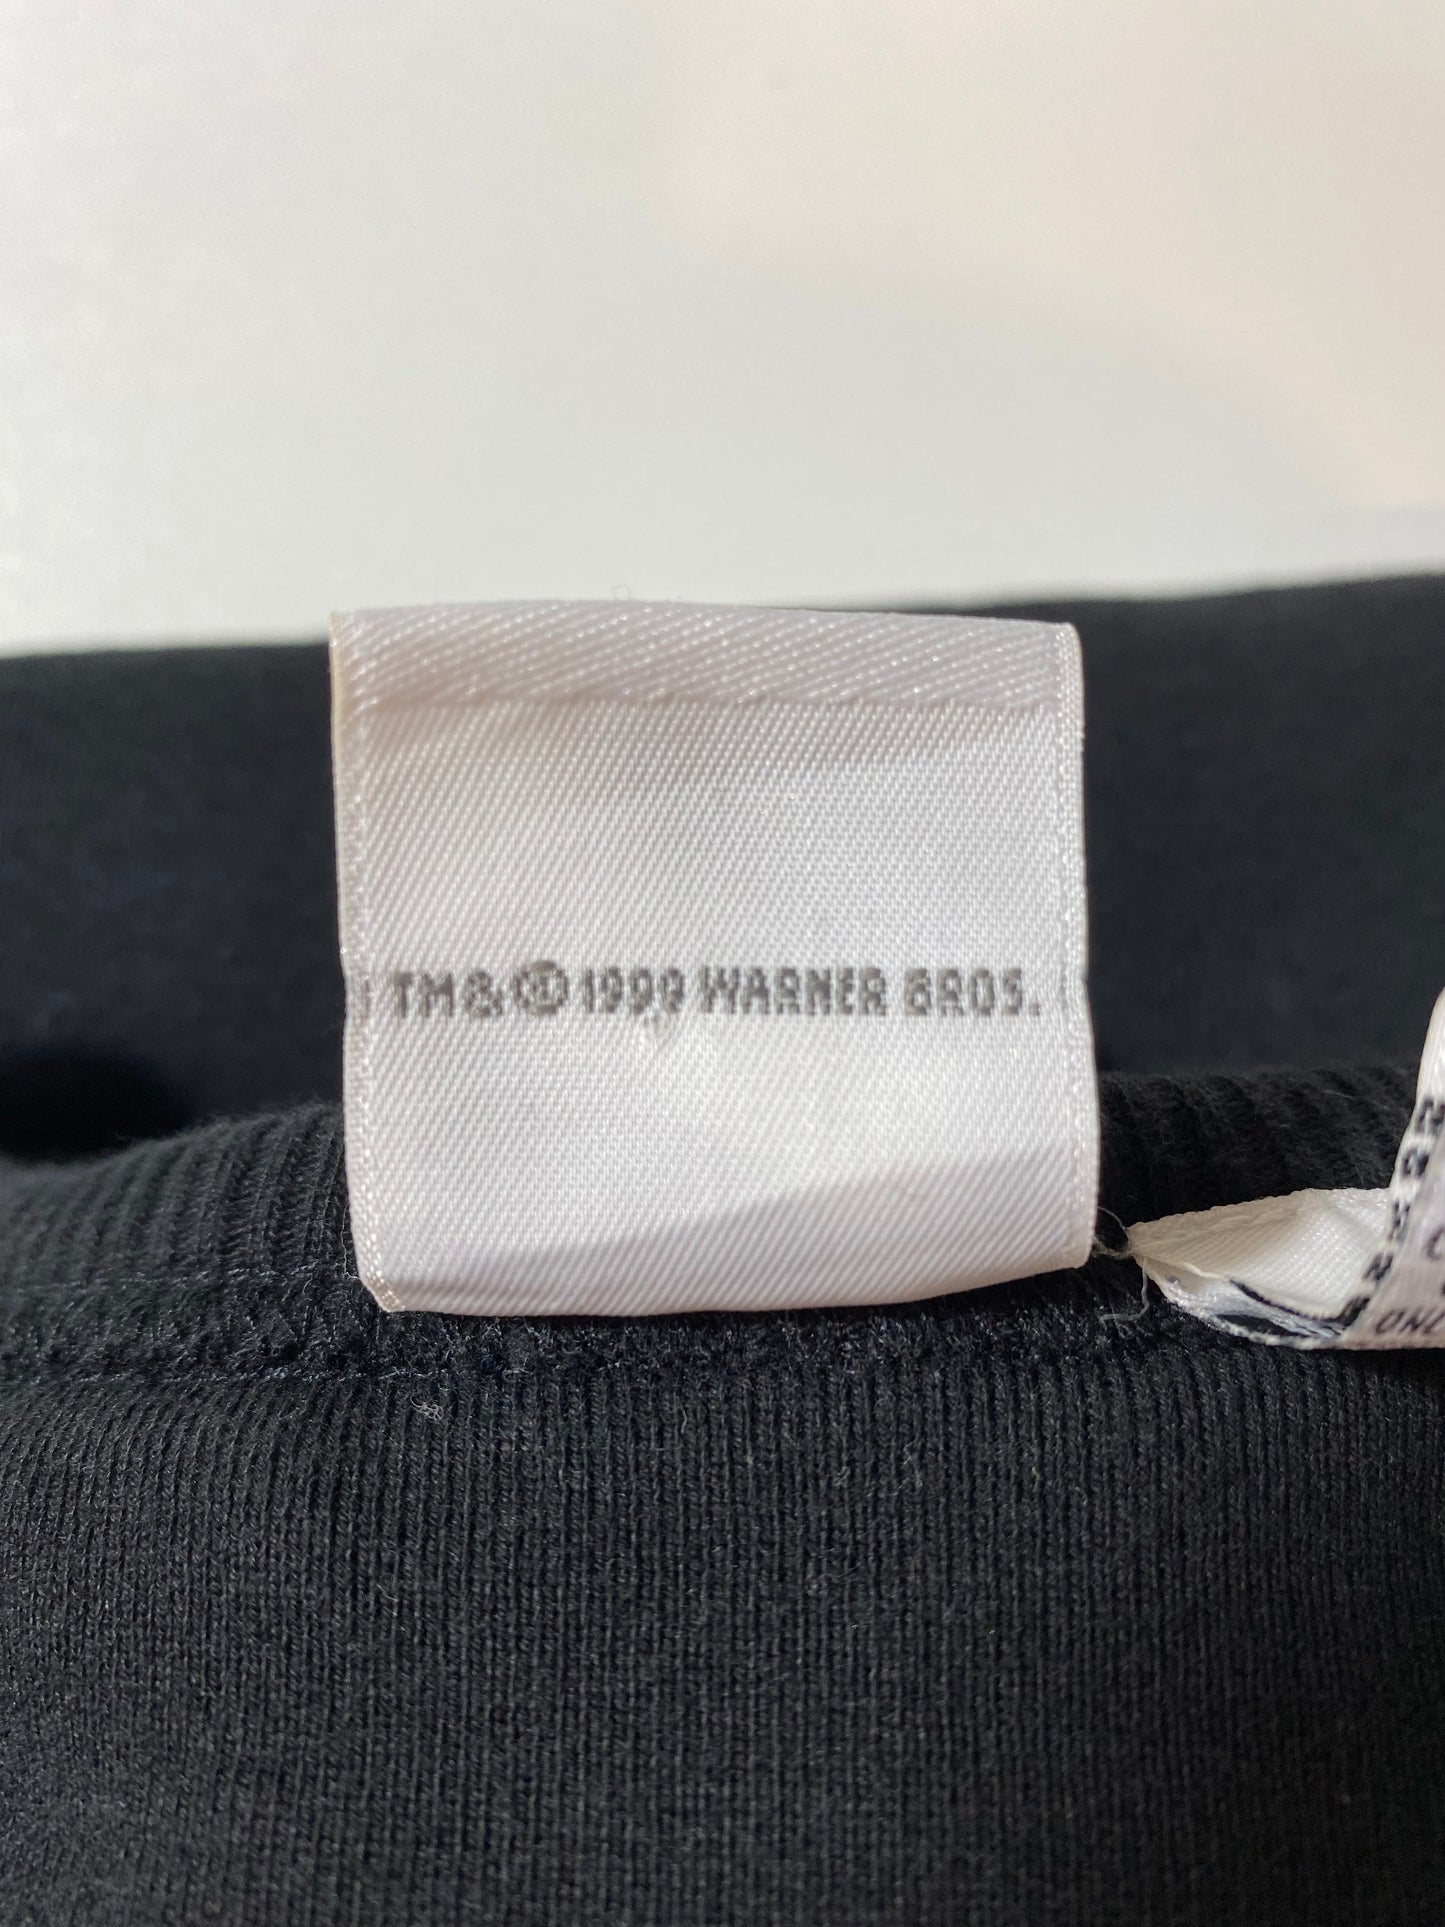 TM & © 1999 WARNER BROS.